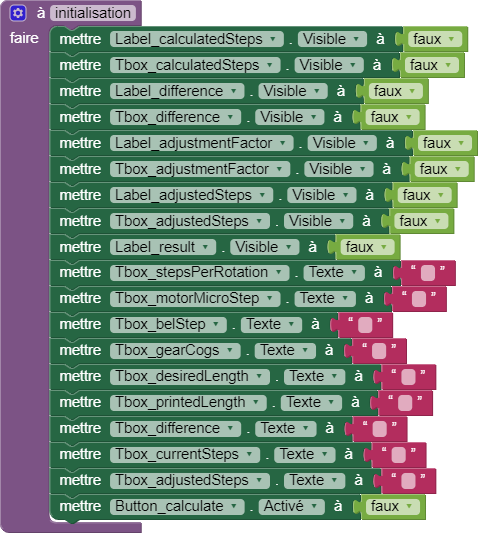 à initialisation
faire mettre Label_calculatedSteps . Visible à faux
mettre Tbox_calculatedSteps . Visible à faux
mettre Label_difference . Visible à faux
mettre Tbox_difference . Visible à faux
mettre Label_adjustmentFactor . Visible à faux
mettre Tbox_adjustmentFactor . Visible à faux
mettre Label_adjustedSteps . Visible à faux
mettre Tbox_adjustedSteps . Visible à faux
mettre Label_result . Visible à faux
mettre Tbox_stepsPerRotation . Texte à “ ”
mettre Tbox_motorMicroStep . Texte à “ ”
mettre Tbox_belStep . Texte à “ ”
mettre Tbox_gearCogs . Texte à “ ”
mettre Tbox_desiredLength . Texte à “ ”
mettre Tbox_printedLength . Texte à “ ”
mettre Tbox_difference . Texte à “ ”
mettre Tbox_currentSteps . Texte à “ ”
mettre Tbox_adjustedSteps . Texte à “ ”
mettre Button_calculate . Activé à faux